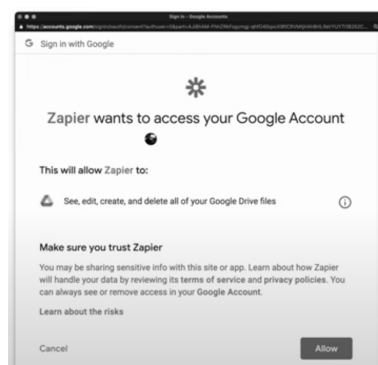 Sign in - Google Accounts
Sign in with Google
Zapier wants to access your Google Account
This will allow Zapier to:
See, edit, create, and delete all of your Google Drive files
Make sure you trust Zapier
You may be sharing sensitive info with this site or app. Learn about how Zapier
will handle your data by reviewing its terms of service and privacy policies. You
can always see or remove access in your Google Account.
Learn about the risks
Cancel
Allow